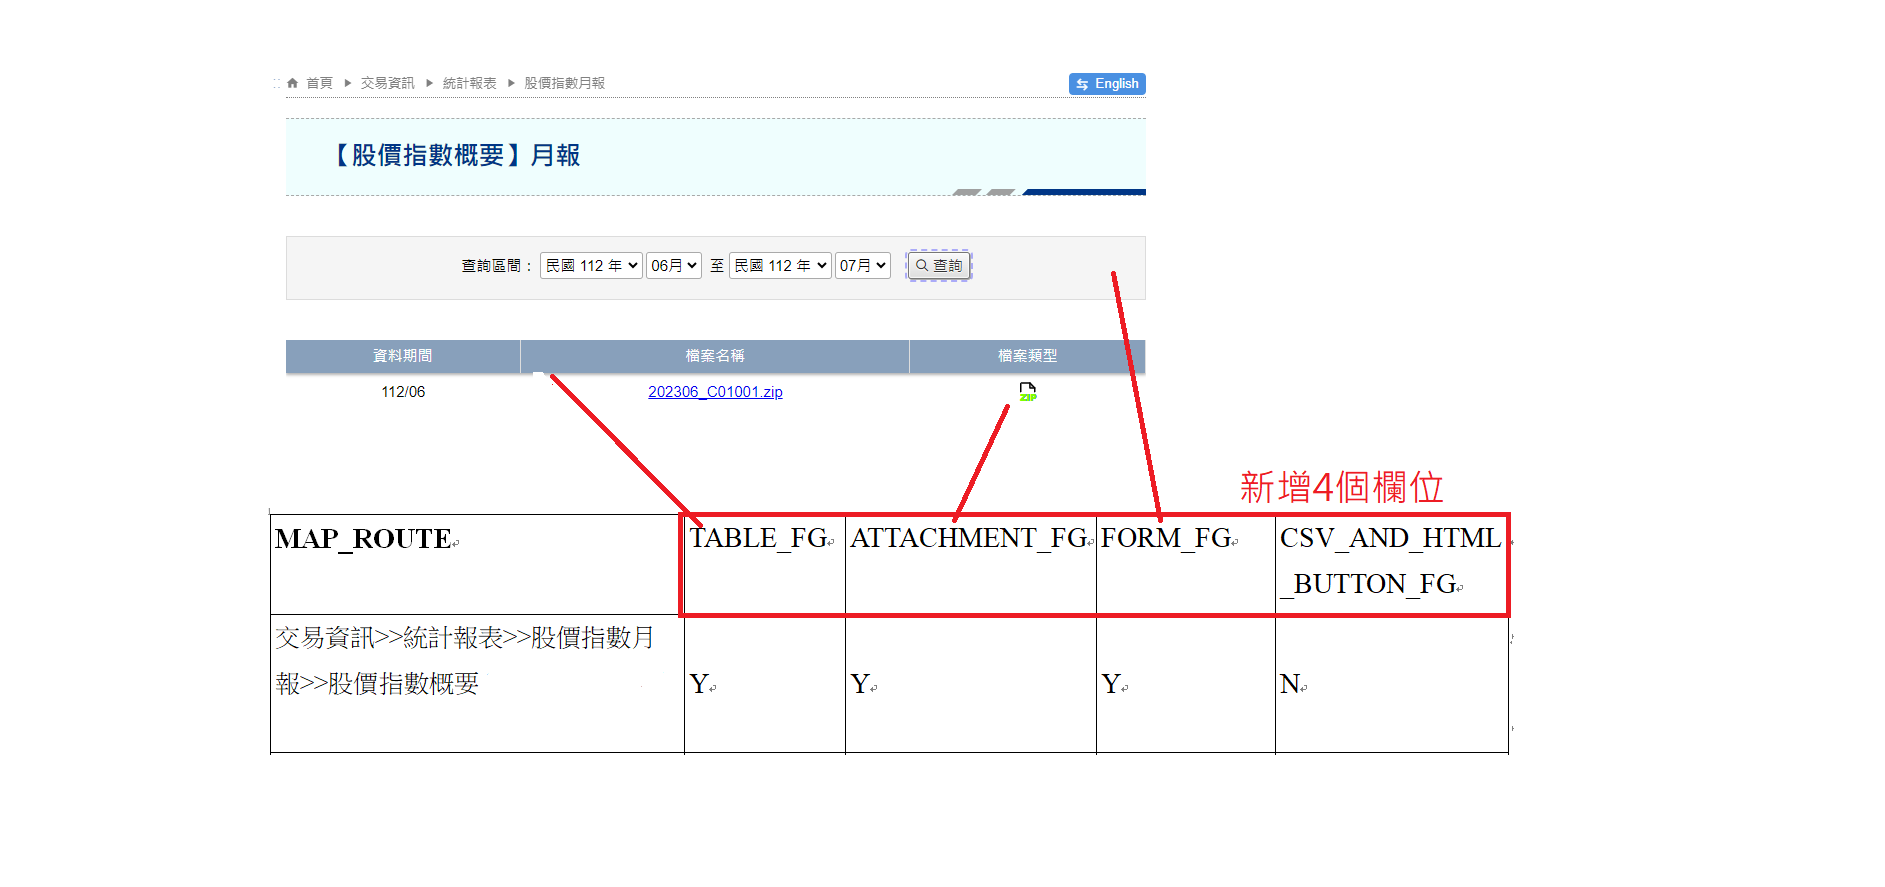 首頁 ▶ 交易資訊 ▶ 統計報表 ▶ 股價指數月報
English
【股價指數概要】月報
查詢區間： 民國 112 年 06月 至 民國 112 年 07月 查詢
資料期間 檔案名稱 檔案類型
112/06 202306_C01001.zip ZIP
新增4個欄位
MAP_ROUTE TABLE_FG ATTACHMENT_FG FORM_FG CSV_AND_HTML
_BUTTON_FG
交易資訊>>統計報表>>股價指數月
報>>股價指數概要 Y Y Y N